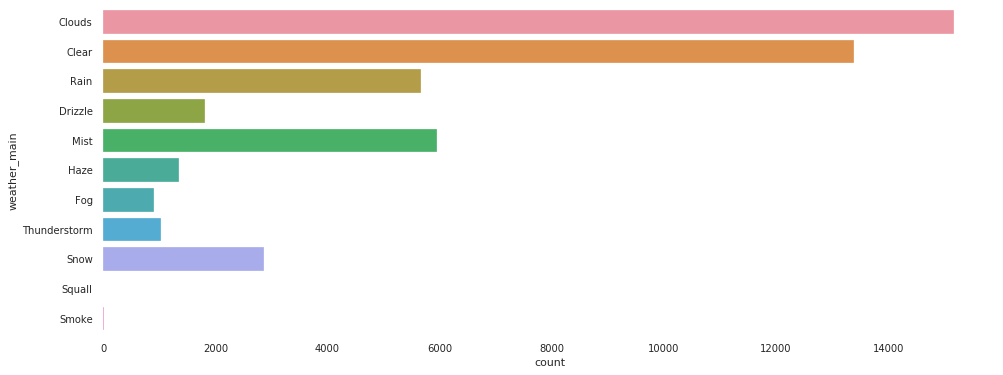 Clouds
Clear
Rain
Drizzle
Mist
Haze
Fog
Thunderstorm
Snow
Squall
Smoke
weather_main
0 2000 4000 6000 8000 10000 12000 14000
count